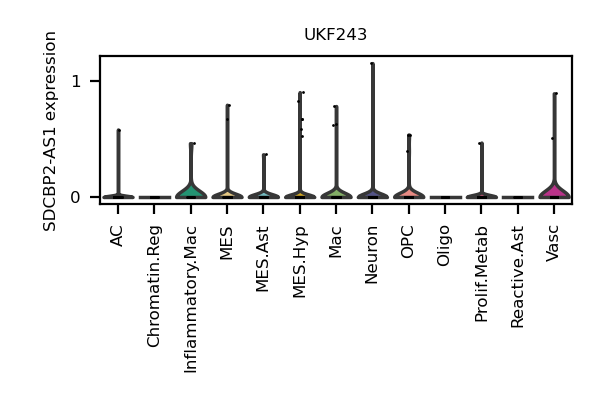 UKF243
SDCBP2-AS1 expression
1
0
AC
Chromatin.Reg
Inflammatory.Mac
MES
MES.Ast
MES.Hyp
Mac
Neuron
OPC
Oligo
Prolif.Metab
Reactive.Ast
Vasc